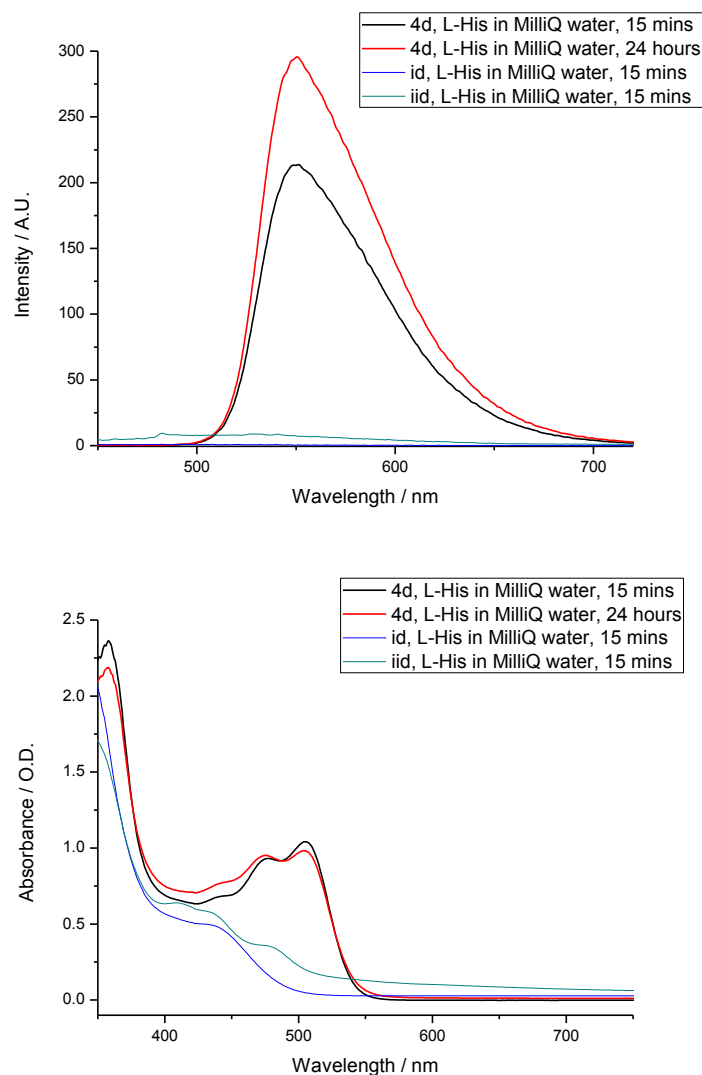 4d, L-His in MilliQ water, 15 mins
4d, L-His in MilliQ water, 24 hours
id, L-His in MilliQ water, 15 mins
iid, L-His in MilliQ water, 15 mins
300
250
200
150
100
50
0
Intensity / A.U.
500 600 700
Wavelength / nm
4d, L-His in MilliQ water, 15 mins
4d, L-His in MilliQ water, 24 hours
id, L-His in MilliQ water, 15 mins
iid, L-His in MilliQ water, 15 mins
2.5
2.0
1.5
1.0
0.5
0.0
Absorbance / O.D.
400 500 600 700
Wavelength / nm